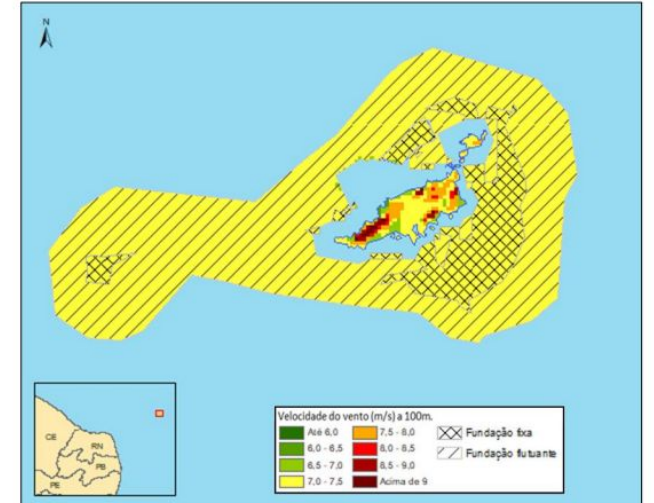 N
CE
RN
PB
PE
Velocidade do vento (m/s) a 100m.
Até 6,0
6,0 - 6,5
6,5 - 7,0
7,0 - 7,5
7,5 - 8,0
8,0 - 8,5
8,5 - 9,0
Acima de 9
Fundação fixa
Fundação flutuante